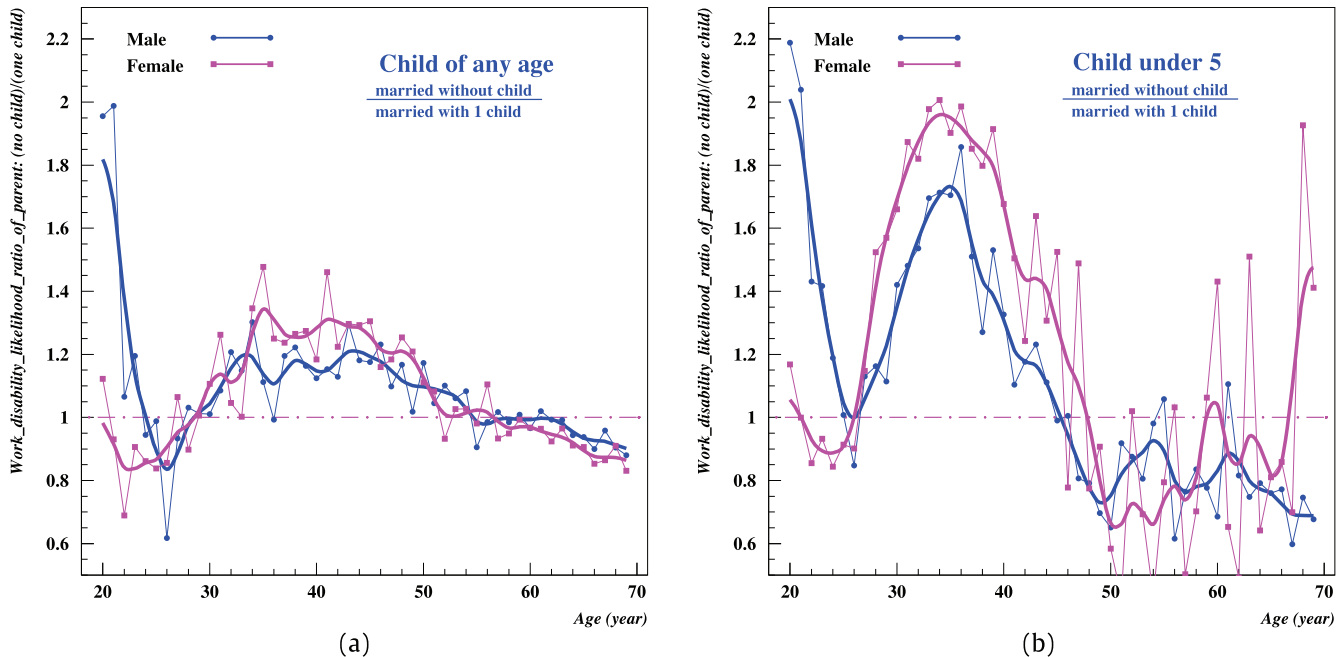 Work_disability_likelihood_ratio_of_parent: (no child)/(one child)
2.2
2
1.8
1.6
1.4
1.2
1
0.8
0.6
Male
Female
Child of any age
married without child
married with 1 child
20 30 40 50 60 70
Age (year)
(a)
Work_disability_likelihood_ratio_of_parent: (no child)/(one child)
2.2
2
1.8
1.6
1.4
1.2
1
0.8
0.6
Male
Female
Child under 5
married without child
married with 1 child
20 30 40 50 60 70
Age (year)
(b)